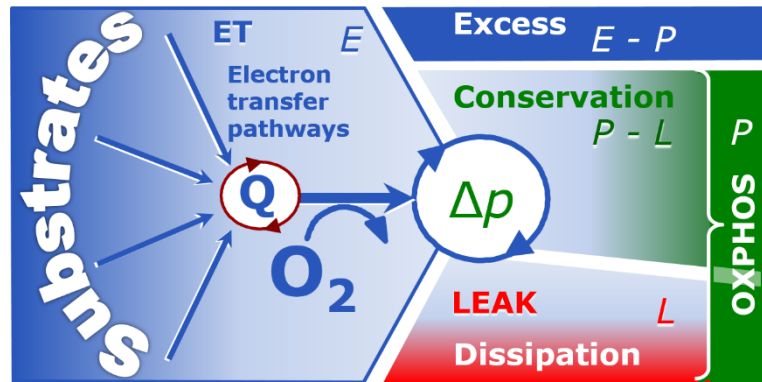 Substrates
ET E
Electron
transfer
pathways
Q
O2
Δp
Excess E - P
Conservation
P - L
LEAK L
Dissipation
P
OXPHOS